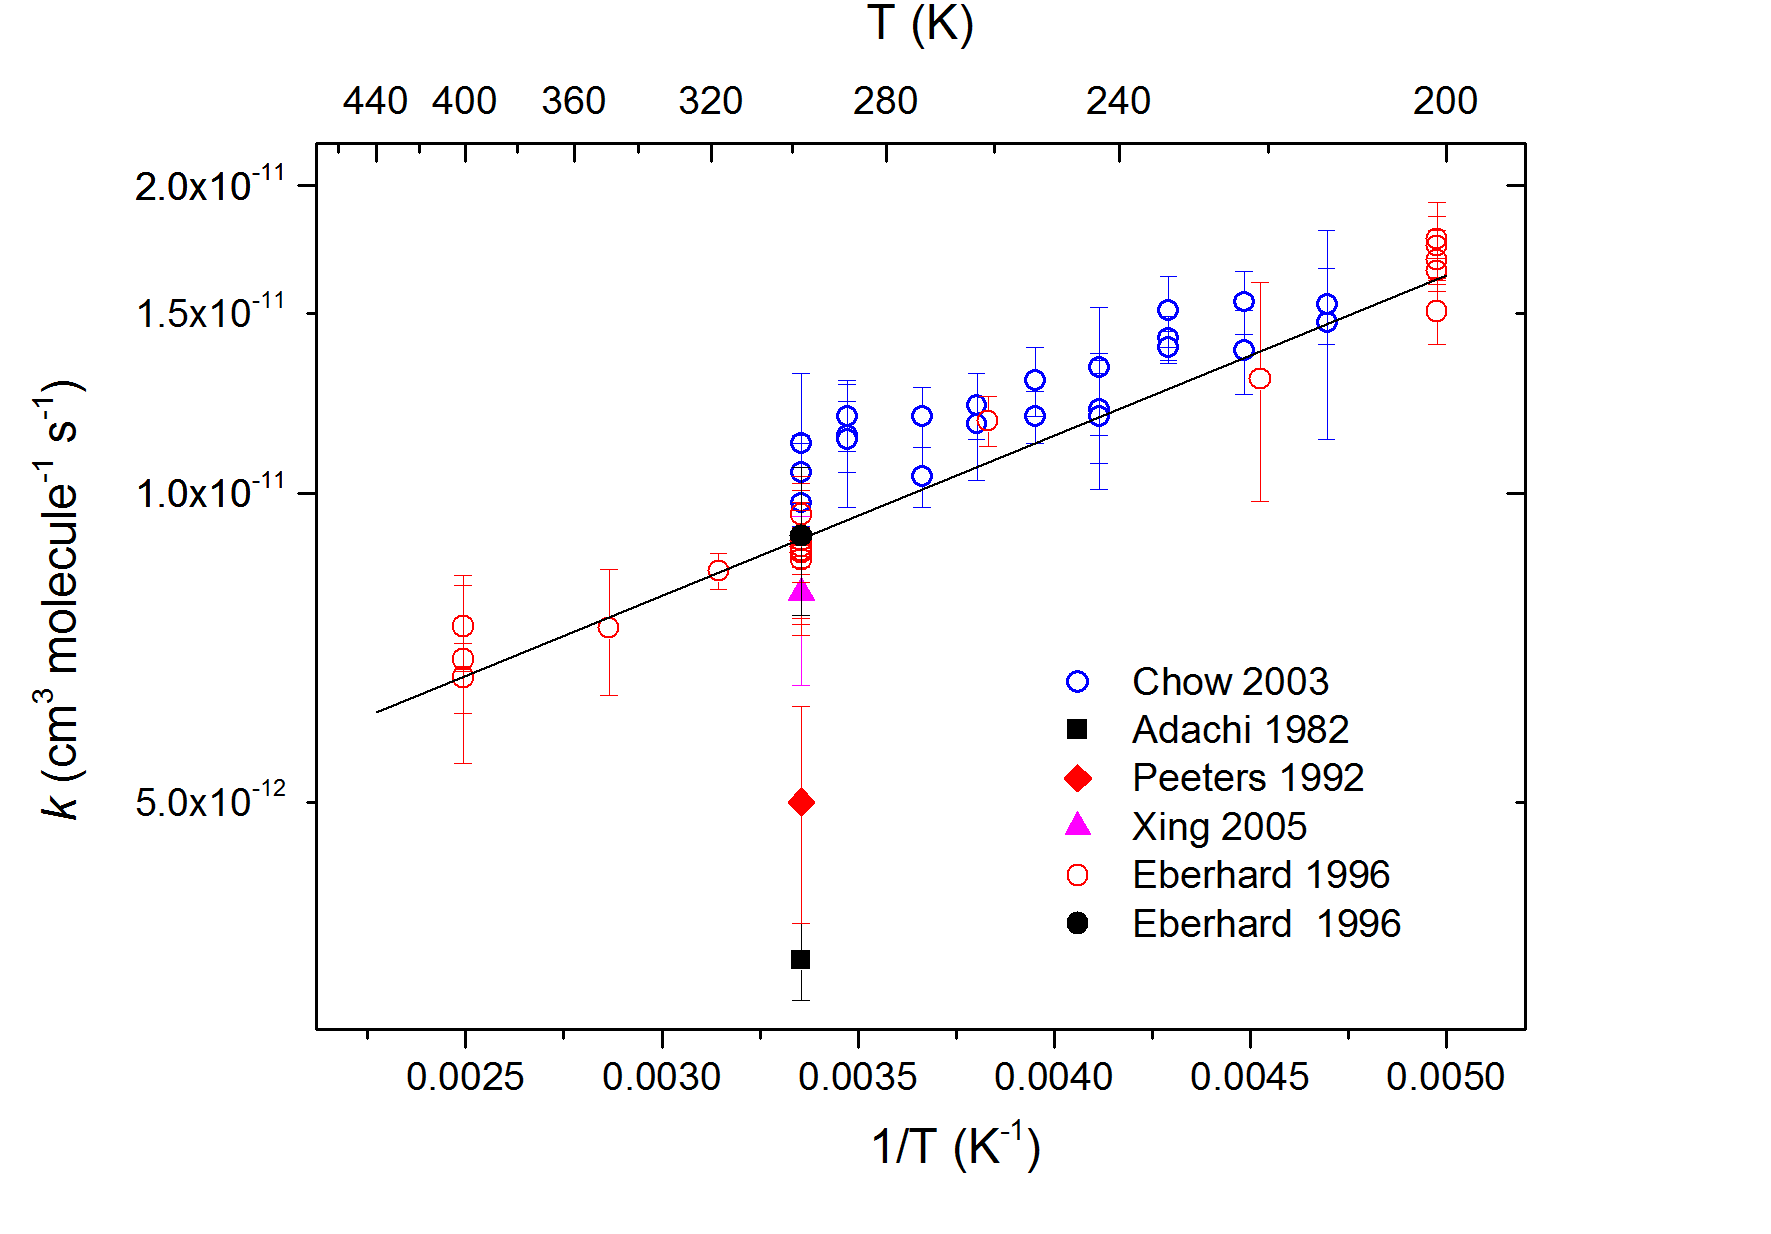 T (K)
440 400 360 320 280 240 200
2.0x10⁻¹¹
1.5x10⁻¹¹
1.0x10⁻¹¹
5.0x10⁻¹²
k (cm³ molecule⁻¹ s⁻¹)
Chow 2003
Adachi 1982
Peeters 1992
Xing 2005
Eberhard 1996
Eberhard  1996
0.0025 0.0030 0.0035 0.0040 0.0045 0.0050
1/T (K⁻¹)